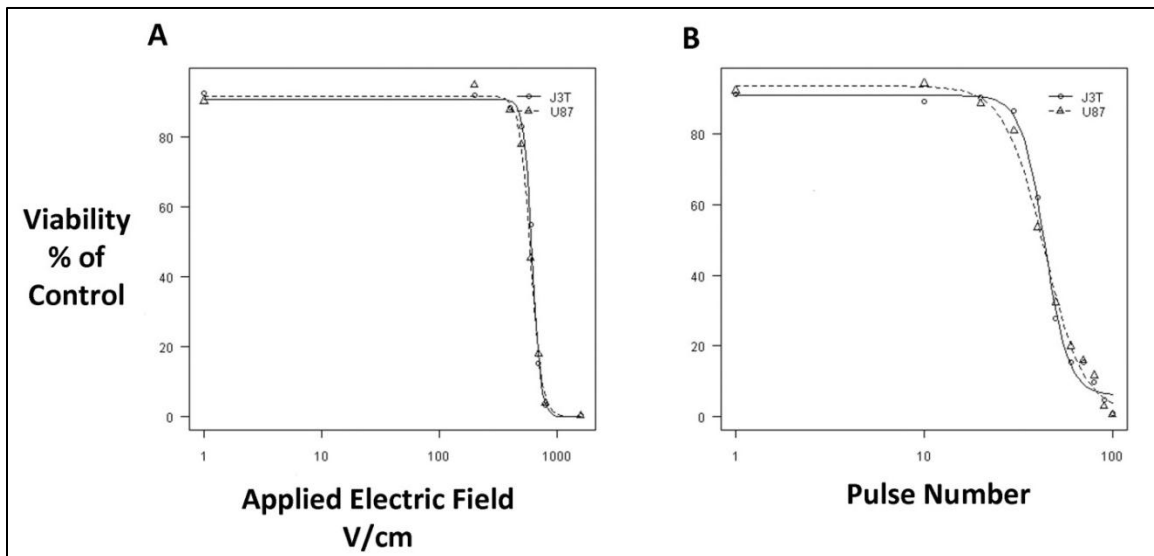 A
J3T
U87
80
60
40
20
0
1
10
100
1000
Viability
% of
Control
Applied Electric Field
V/cm
B
J3T
U87
80
60
40
20
0
1
10
100
Pulse Number